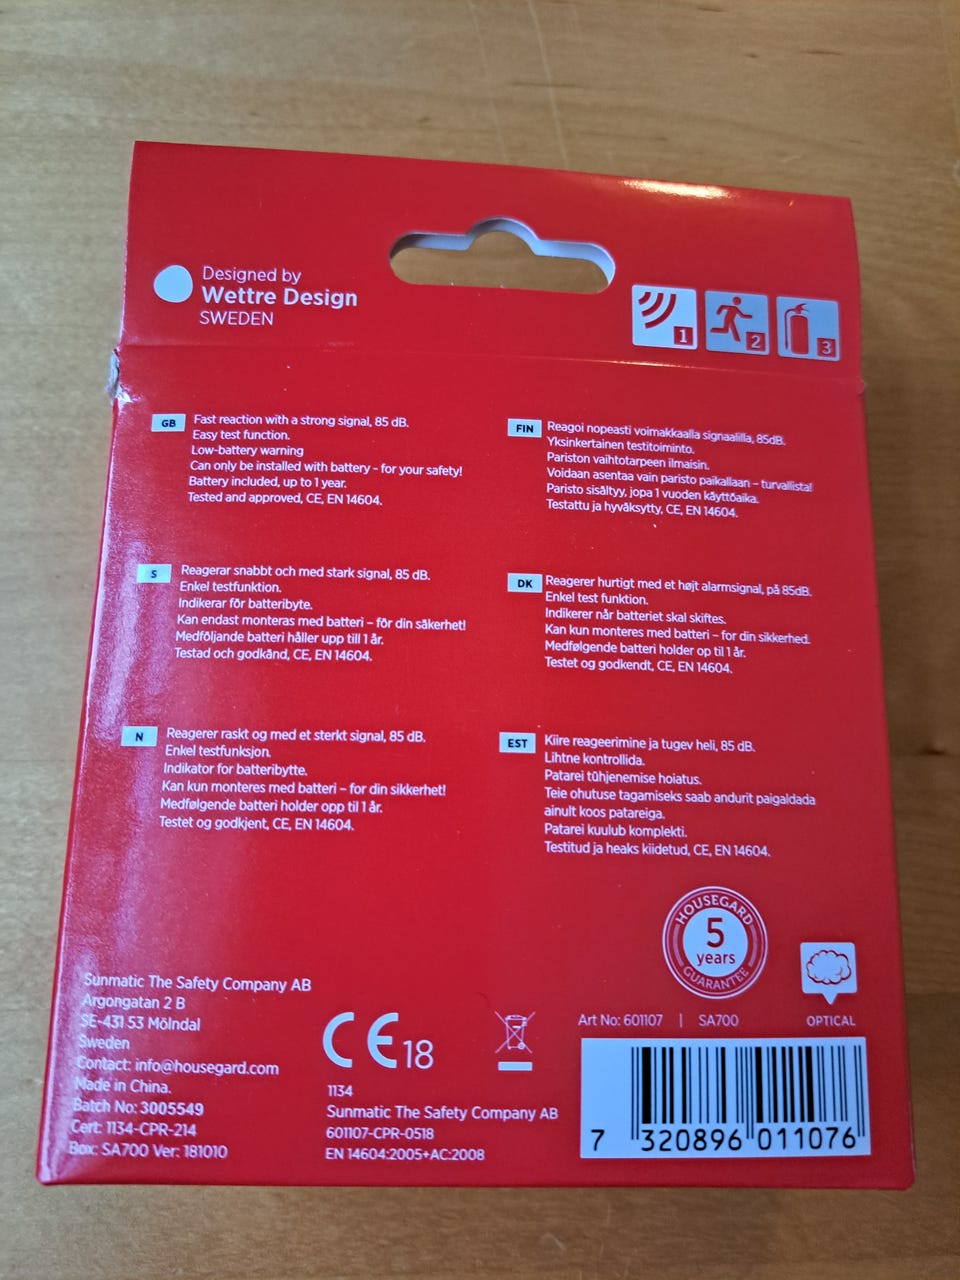 Designed by
Wettre Design
SWEDEN
1
2
3
GB
Fast reaction with a strong signal, 85 dB.
Easy test function.
Low-battery warning
Can only be installed with battery - for your safety!
Battery included, up to 1 year.
Tested and approved, CE, EN 14604.
FIN
Reagoi nopeasti voimakkaalla signaalilla, 85dB.
Yksinkertainen testitoiminto.
Pariston vaihtotarpeen ilmaisin.
Voidaan asentaa vain paristo paikallaan – turvallista!
Paristo sisältyy, jopa 1 vuoden käyttöaika.
Testattu ja hyväksytty, CE, EN 14604.
S
Reagerar snabbt och med stark signal, 85 dB.
Enkel testfunktion.
Indikerar för batteribyte.
Kan endast monteras med batteri – för din säkerhet!
Medföljande batteri håller upp till 1 år.
Testad och godkänd, CE, EN 14604.
DK
Reagerer hurtigt med et højt alarmsignal, på 85dB.
Enkel test funktion.
Indikerer når batteriet skal skiftes.
Kan kun monteres med batteri – for din sikkerhed.
Medfølgende batteri holder op til 1 år.
Testet og godkendt, CE, EN 14604.
N
Reagerer raskt og med et sterkt signal, 85 dB.
Enkel testfunksjon.
Indikator for batteribytte.
Kan kun monteres med batteri – for din sikkerhet!
Medfølgende batteri holder opp til 1 år.
Testet og godkjent, CE, EN 14604.
EST
Kiire reageerimine ja tugev heli, 85 dB.
Lihtne kontrollida.
Patarei tühjenemise hoiatus.
Teie ohutuse tagamiseks saab andurit paigaldada
ainult koos patareiga.
Patarei kuulub komplekti.
Testitud ja heaks kiidetud, CE, EN 14604.
HOUSEGARD
5
years
GUARANTEE
Sunmatic The Safety Company AB
Argongatan 2 B
SE-431 53 Mölndal
Sweden
Contact: info@housegard.com
Made in China.
Batch No: 3005549
Cert: 1134-CPR-214
Box: SA700 Ver: 181010
CE 18
1134
Sunmatic The Safety Company AB
601107-CPR-0518
EN 14604:2005+AC:2008
Art No: 601107 | SA700
OPTICAL
7 320896 011076